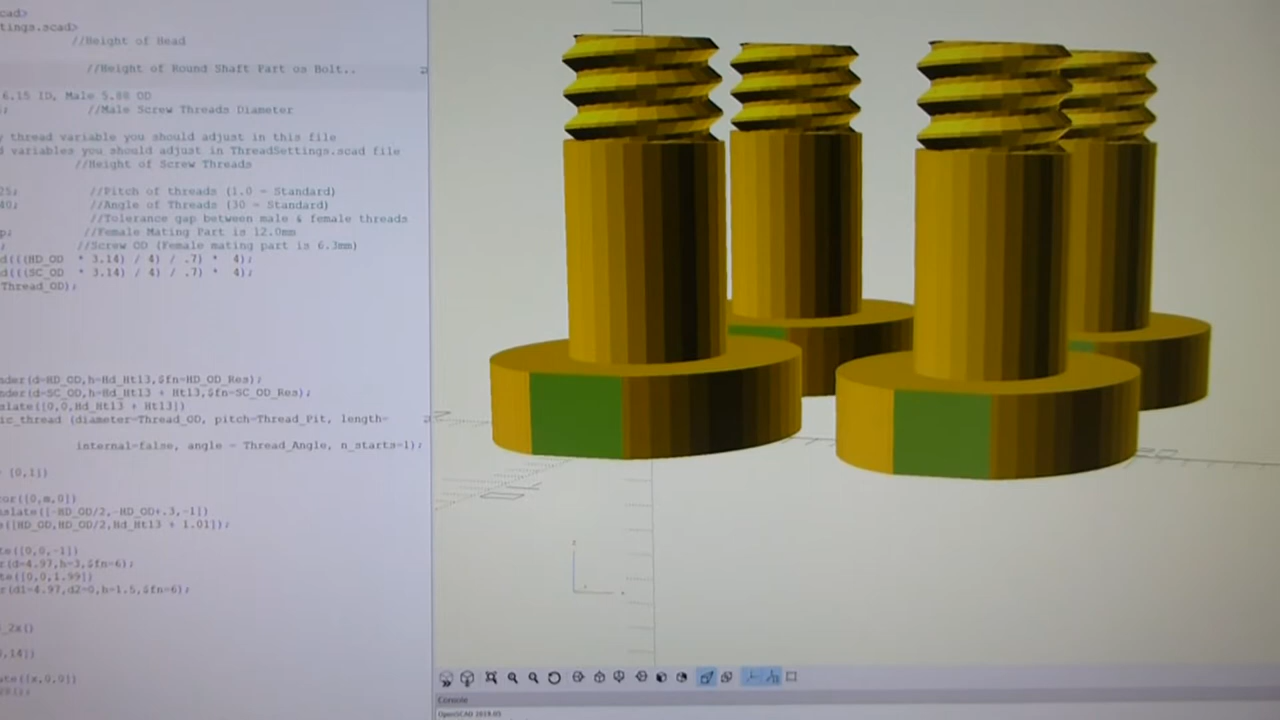 cad>
tings.scad>
//Height of Head
//Height of Round Shaft Part os Bolt..
6.15 ID, Male 5.88 OD
; //Male Screw Threads Diameter
y thread variable you should adjust in this file
d variables you should adjust in ThreadSettings.scad file
//Height of Screw Threads
25; //Pitch of threads (1.0 = Standard)
40; //Angle of Threads (30 = Standard)
//Tolerance gap between male & female threads
p; //Female Mating Part is 12.0mm
; //Screw OD (Female mating part is 6.3mm)
d(((HD_OD * 3.14) / 4) / .7) * 4);
d(((SC_OD * 3.14) / 4) / .7) * 4);
Thread_OD);
nder(d=HD_OD,h=Hd_Ht13,$fn=HD_OD_Res);
nder(d=SC_OD,h=Hd_Ht13 + Ht13,$fn=SC_OD_Res);
slate([0,0,Hd_Ht13 + Ht13])
ic_thread (diameter=Thread_OD, pitch=Thread_Pit, length=
internal=false, angle = Thread_Angle, n_starts=1);
= [0,1])
ror([0,m,0])
nslate([-HD_OD/2,-HD_OD+.3,-1])
e([HD_OD,HD_OD/2,Hd_Ht13 + 1.01]);
te([0,0,-1])
r(d=4.97,h=3,$fn=6);
te([0,0,1.99])
r(d1=4.97,d2=0,h=1.5,$fn=6);
_2x()
,14])
ate([x,0,0])
Console
OpenSCAD 2019.05